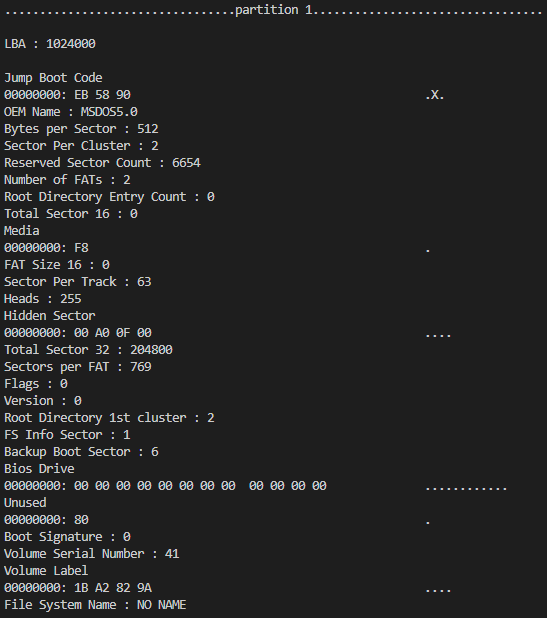 .................................partition 1.................................
LBA : 1024000
Jump Boot Code
00000000: EB 58 90 .X.
OEM Name : MSDOS5.0
Bytes per Sector : 512
Sector Per Cluster : 2
Reserved Sector Count : 6654
Number of FATs : 2
Root Directory Entry Count : 0
Total Sector 16 : 0
Media
00000000: F8 .
FAT Size 16 : 0
Sector Per Track : 63
Heads : 255
Hidden Sector
00000000: 00 A0 0F 00 ....
Total Sector 32 : 204800
Sectors per FAT : 769
Flags : 0
Version : 0
Root Directory 1st cluster : 2
FS Info Sector : 1
Backup Boot Sector : 6
Bios Drive
00000000: 00 00 00 00 00 00 00 00  00 00 00 00 ............
Unused
00000000: 80 .
Boot Signature : 0
Volume Serial Number : 41
Volume Label
00000000: 1B A2 82 9A ....
File System Name : NO NAME